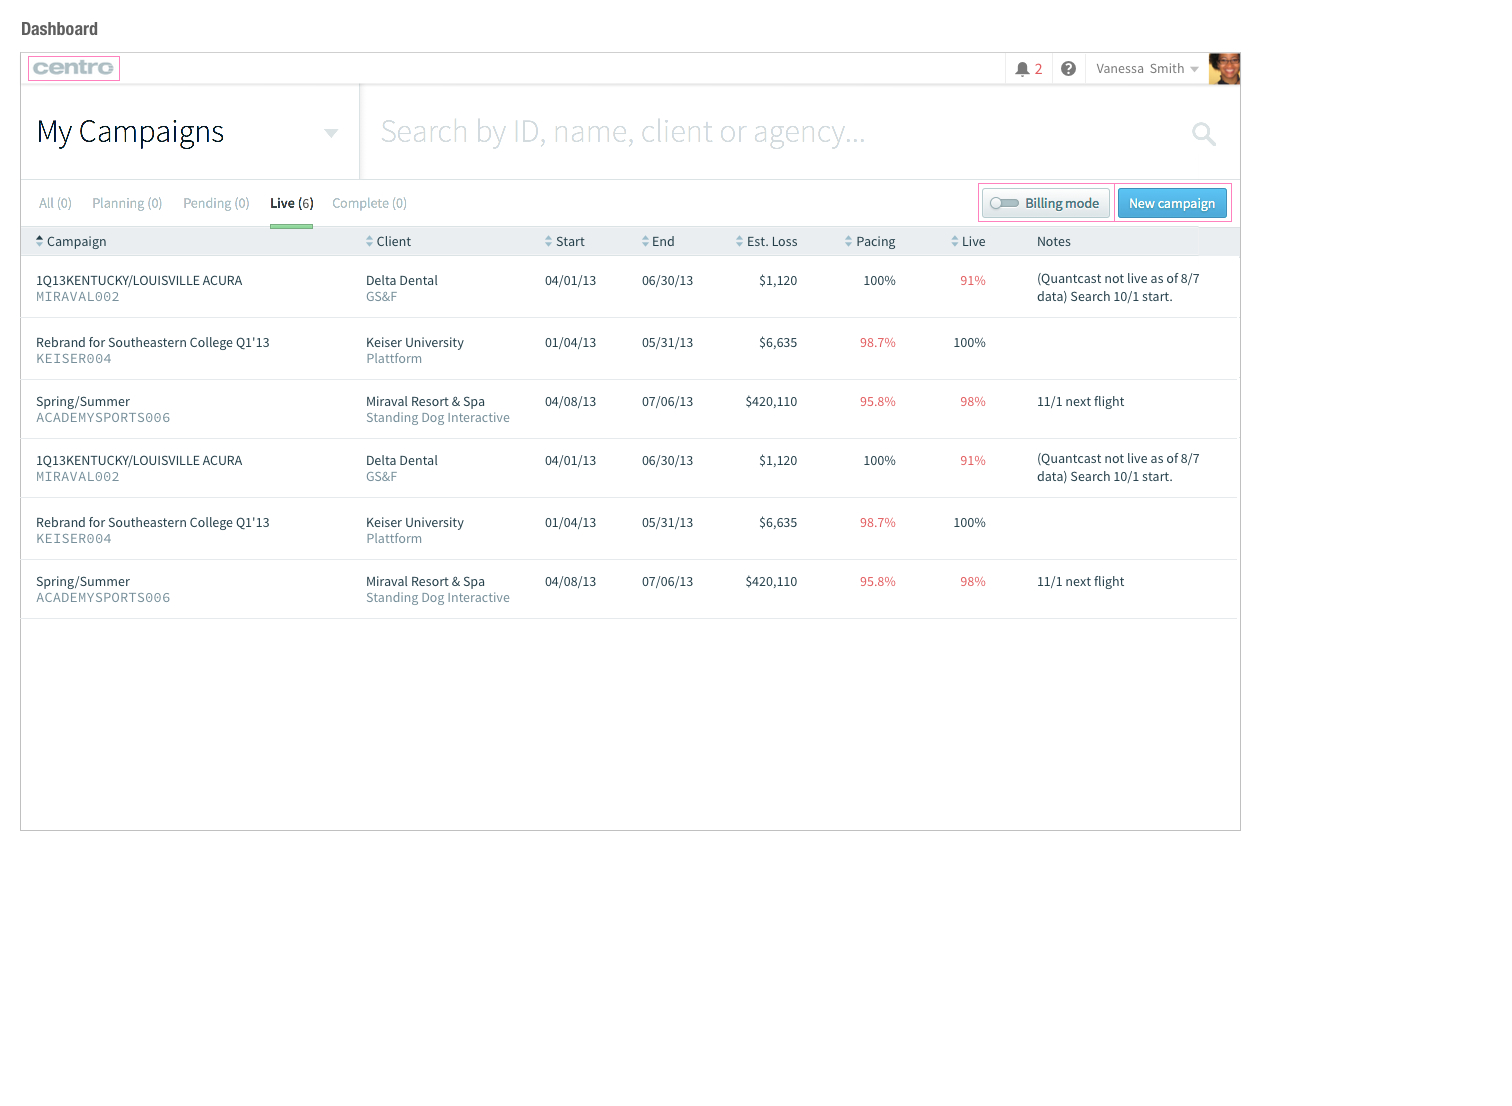 Dashboard
centro
2
Vanessa Smith
My Campaigns
Search by ID, name, client or agency...
All (0) Planning (0) Pending (0) Live (6) Complete (0)
Billing mode New campaign
Campaign Client Start End Est. Loss Pacing Live Notes
1Q13KENTUCKY/LOUISVILLE ACURA Delta Dental 04/01/13 06/30/13 $1,120 100% 91% (Quantcast not live as of 8/7
MIRAVAL002 GS&F data) Search 10/1 start.
Rebrand for Southeastern College Q1'13 Keiser University 01/04/13 05/31/13 $6,635 98.7% 100%
KEISER004 Plattform
Spring/Summer Miraval Resort & Spa 04/08/13 07/06/13 $420,110 95.8% 98% 11/1 next flight
ACADEMYSPORTS006 Standing Dog Interactive
1Q13KENTUCKY/LOUISVILLE ACURA Delta Dental 04/01/13 06/30/13 $1,120 100% 91% (Quantcast not live as of 8/7
MIRAVAL002 GS&F data) Search 10/1 start.
Rebrand for Southeastern College Q1'13 Keiser University 01/04/13 05/31/13 $6,635 98.7% 100%
KEISER004 Plattform
Spring/Summer Miraval Resort & Spa 04/08/13 07/06/13 $420,110 95.8% 98% 11/1 next flight
ACADEMYSPORTS006 Standing Dog Interactive